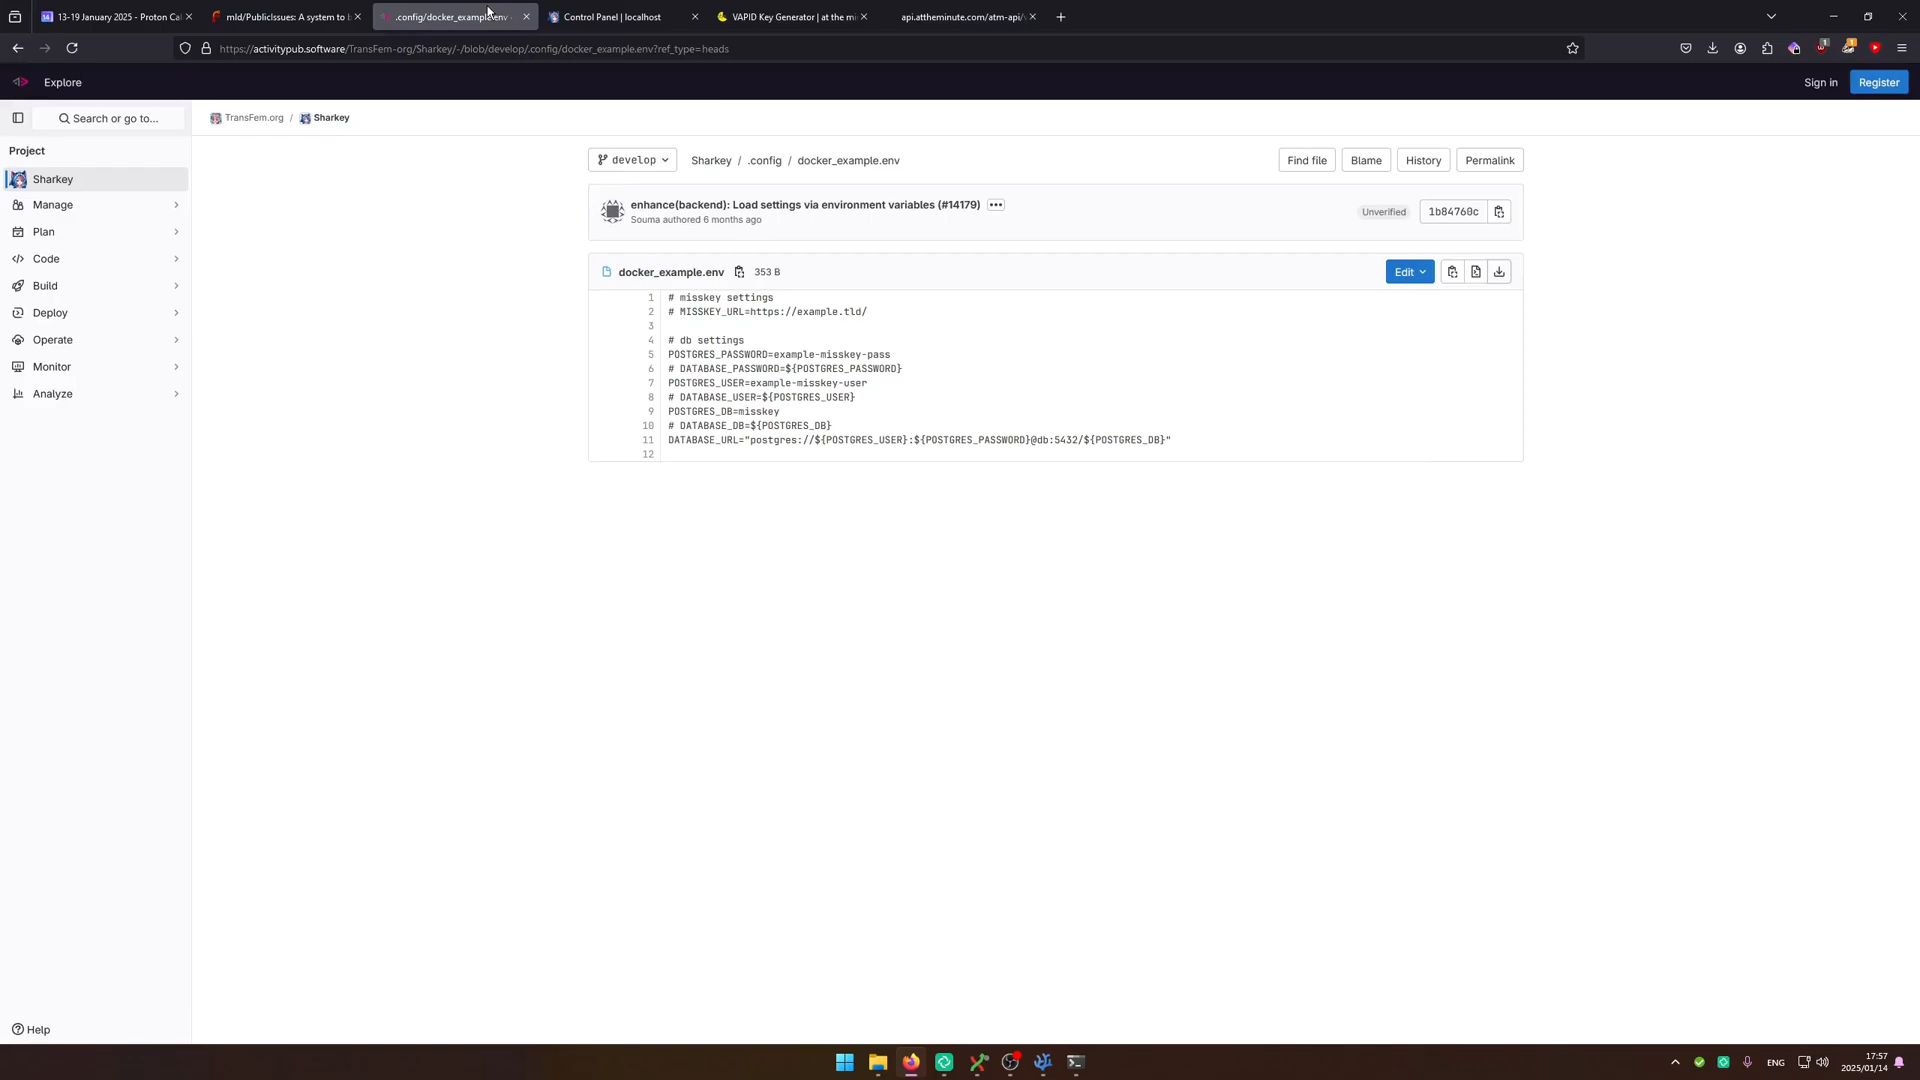 13-19 January 2025 - Proton Cal
mld/PublicIssues: A system to b
.config/docker_example.env
Control Panel | localhost
VAPID Key Generator | at the mi
api.attheminute.com/atm-api/
https://activitypub.software/TransFem-org/Sharkey/-/blob/develop/.config/docker_example.env?ref_type=heads
1
Explore
Sign in
Register
Search or go to...
TransFem.org / Sharkey
Project
Sharkey
Manage
Plan
Code
Build
Deploy
Operate
Monitor
Analyze
Help
develop
Sharkey / .config / docker_example.env
Find file
Blame
History
Permalink
enhance(backend): Load settings via environment variables (#14179)
Souma authored 6 months ago
Unverified
1b84760c
docker_example.env 353 B
Edit
1 # misskey settings
2 # MISSKEY_URL=https://example.tld/
3
4 # db settings
5 POSTGRES_PASSWORD=example-misskey-pass
6 # DATABASE_PASSWORD=${POSTGRES_PASSWORD}
7 POSTGRES_USER=example-misskey-user
8 # DATABASE_USER=${POSTGRES_USER}
9 POSTGRES_DB=misskey
10 # DATABASE_DB=${POSTGRES_DB}
11 DATABASE_URL="postgres://${POSTGRES_USER}:${POSTGRES_PASSWORD}@db:5432/${POSTGRES_DB}"
12
ENG
17:57
2025/01/14